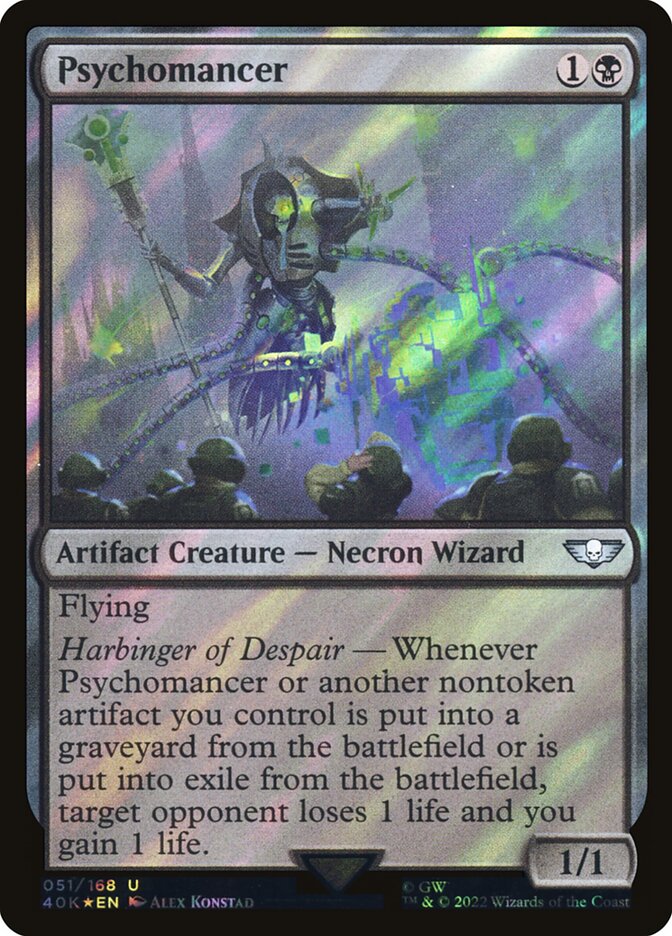 Psychomancer 1
Artifact Creature — Necron Wizard
Flying
Harbinger of Despair — Whenever
Psychomancer or another nontoken
artifact you control is put into a
graveyard from the battlefield or is
put into exile from the battlefield,
target opponent loses 1 life and you
gain 1 life.
1/1
051/168 U
40K★EN Alex Konstad
© GW
™ & © 2022 Wizards of the Coast